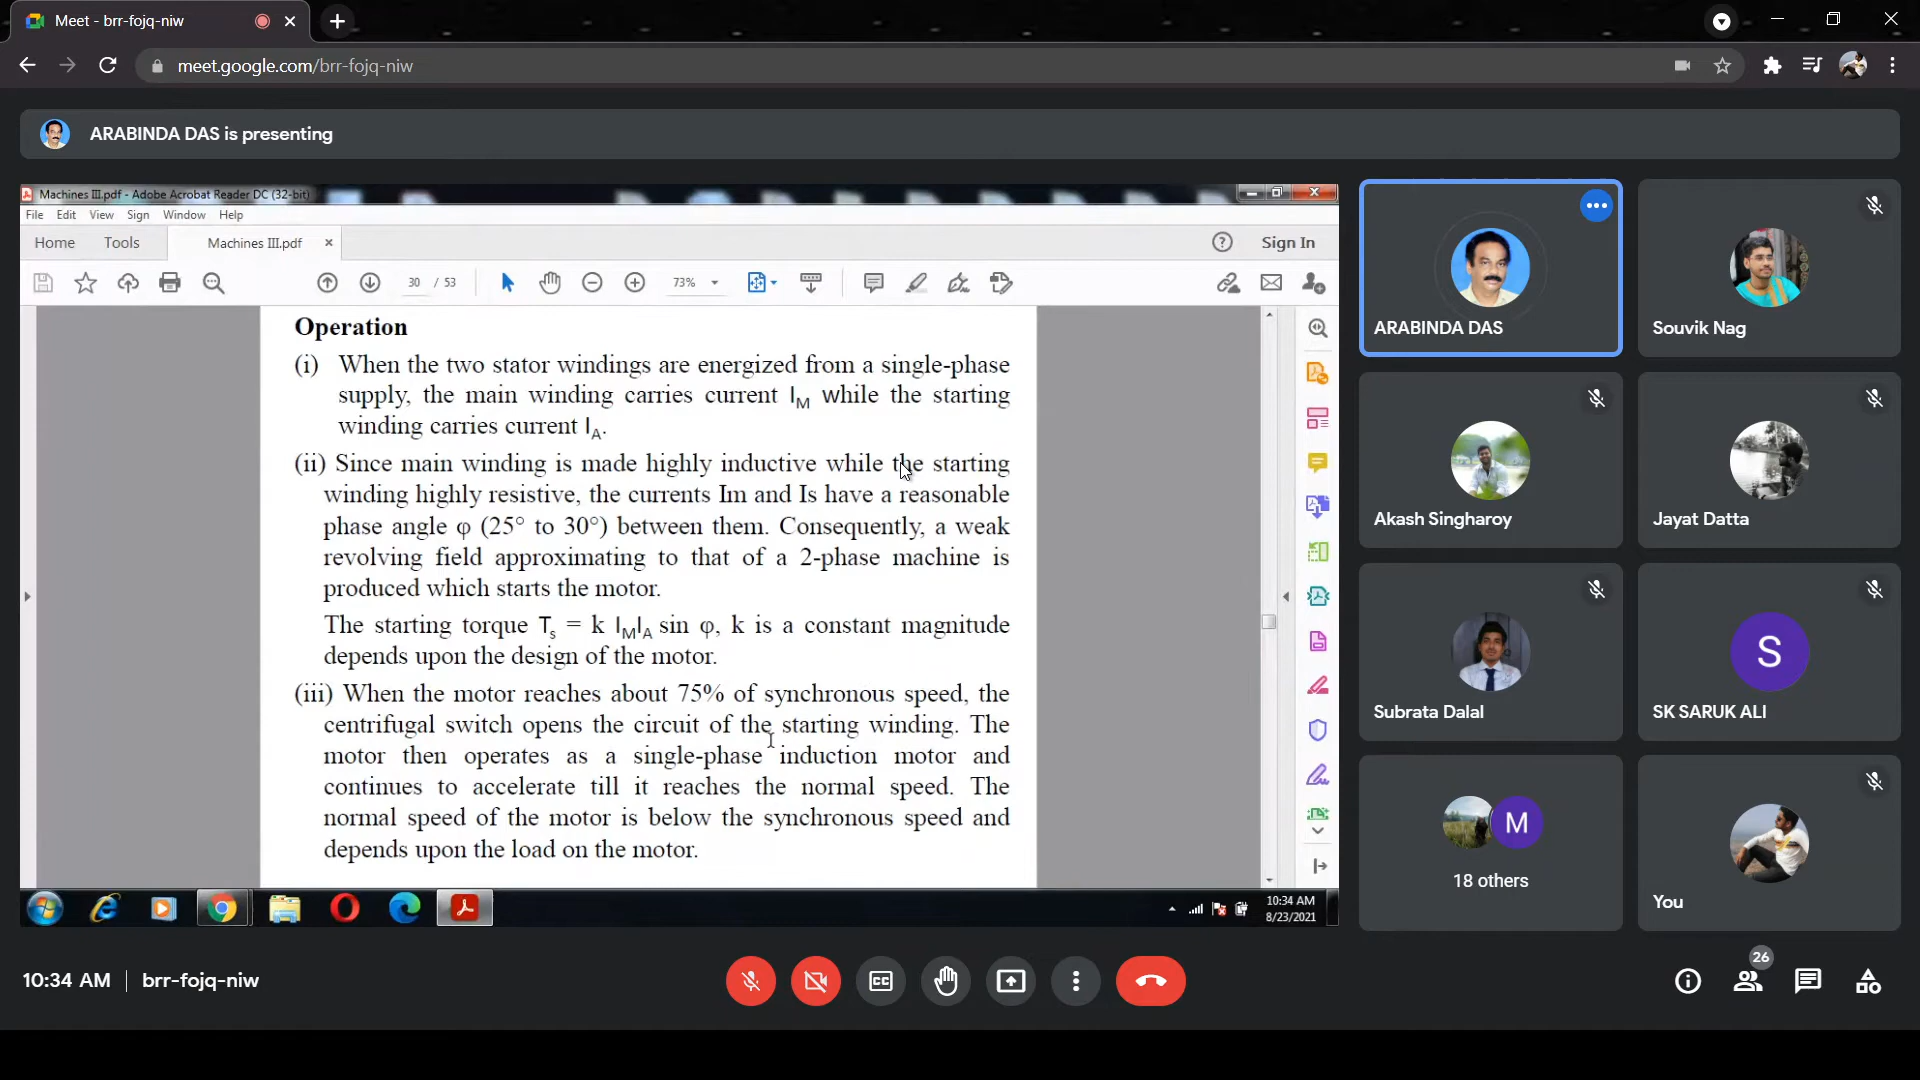 Meet - brr-fojq-niw
meet.google.com/brr-fojq-niw
ARABINDA DAS is presenting
Machines III.pdf - Adobe Acrobat Reader DC (32-bit)
File Edit View Sign Window Help
Home Tools Machines III.pdf Sign In
30 / 53 73%
Operation
(i) When the two stator windings are energized from a single-phase
supply, the main winding carries current IM while the starting
winding carries current IA.
(ii) Since main winding is made highly inductive while the starting
winding highly resistive, the currents Im and Is have a reasonable
phase angle φ (25° to 30°) between them. Consequently, a weak
revolving field approximating to that of a 2-phase machine is
produced which starts the motor.
The starting torque Ts = k IMIA sin φ, k is a constant magnitude
depends upon the design of the motor.
(iii) When the motor reaches about 75% of synchronous speed, the
centrifugal switch opens the circuit of the starting winding. The
motor then operates as a single-phase induction motor and
continues to accelerate till it reaches the normal speed. The
normal speed of the motor is below the synchronous speed and
depends upon the load on the motor.
10:34 AM
8/23/2021
ARABINDA DAS
Souvik Nag
Akash Singharoy
Jayat Datta
Subrata Dalal
S
SK SARUK ALI
M
18 others
You
10:34 AM | brr-fojq-niw
CC
26